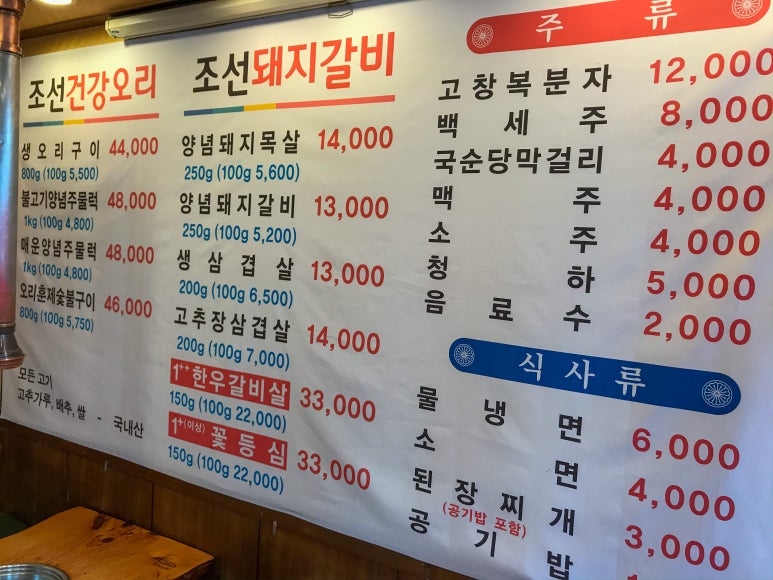 조선건강오리
생오리구이 44,000
800g (100g 5,500)
불고기양념주물럭 48,000
1kg (100g 4,800)
매운양념주물럭 48,000
1kg (100g 4,800)
오리훈제숯불구이 46,000
800g (100g 5,750)
모든 고기
고추가루, 배추, 쌀 - 국내산
조선돼지갈비
양념돼지목살 14,000
250g (100g 5,600)
양념돼지갈비 13,000
250g (100g 5,200)
생삼겹살 13,000
200g (100g 6,500)
고추장삼겹살 14,000
200g (100g 7,000)
1++한우갈비살 33,000
150g (100g 22,000)
1+(이상) 꽃등심 33,000
150g (100g 22,000)
주류
고창복분자 12,000
백세주 8,000
국순당막걸리 4,000
맥주 4,000
소주 4,000
청하 5,000
음료수 2,000
식사류
물냉면 6,000
소면 4,000
된장찌개 3,000
(공기밥 포함)
공기밥